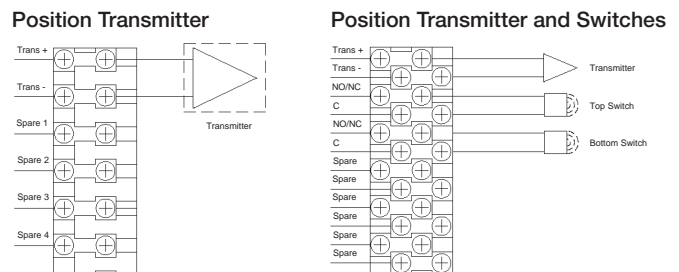 Position Transmitter
Trans +
Trans -
Spare 1
Spare 2
Spare 3
Spare 4
Transmitter
Position Transmitter and Switches
Trans +
Trans -
NO/NC
C
NO/NC
C
Spare
Spare
Spare
Spare
Spare
Spare
Transmitter
Top Switch
Bottom Switch